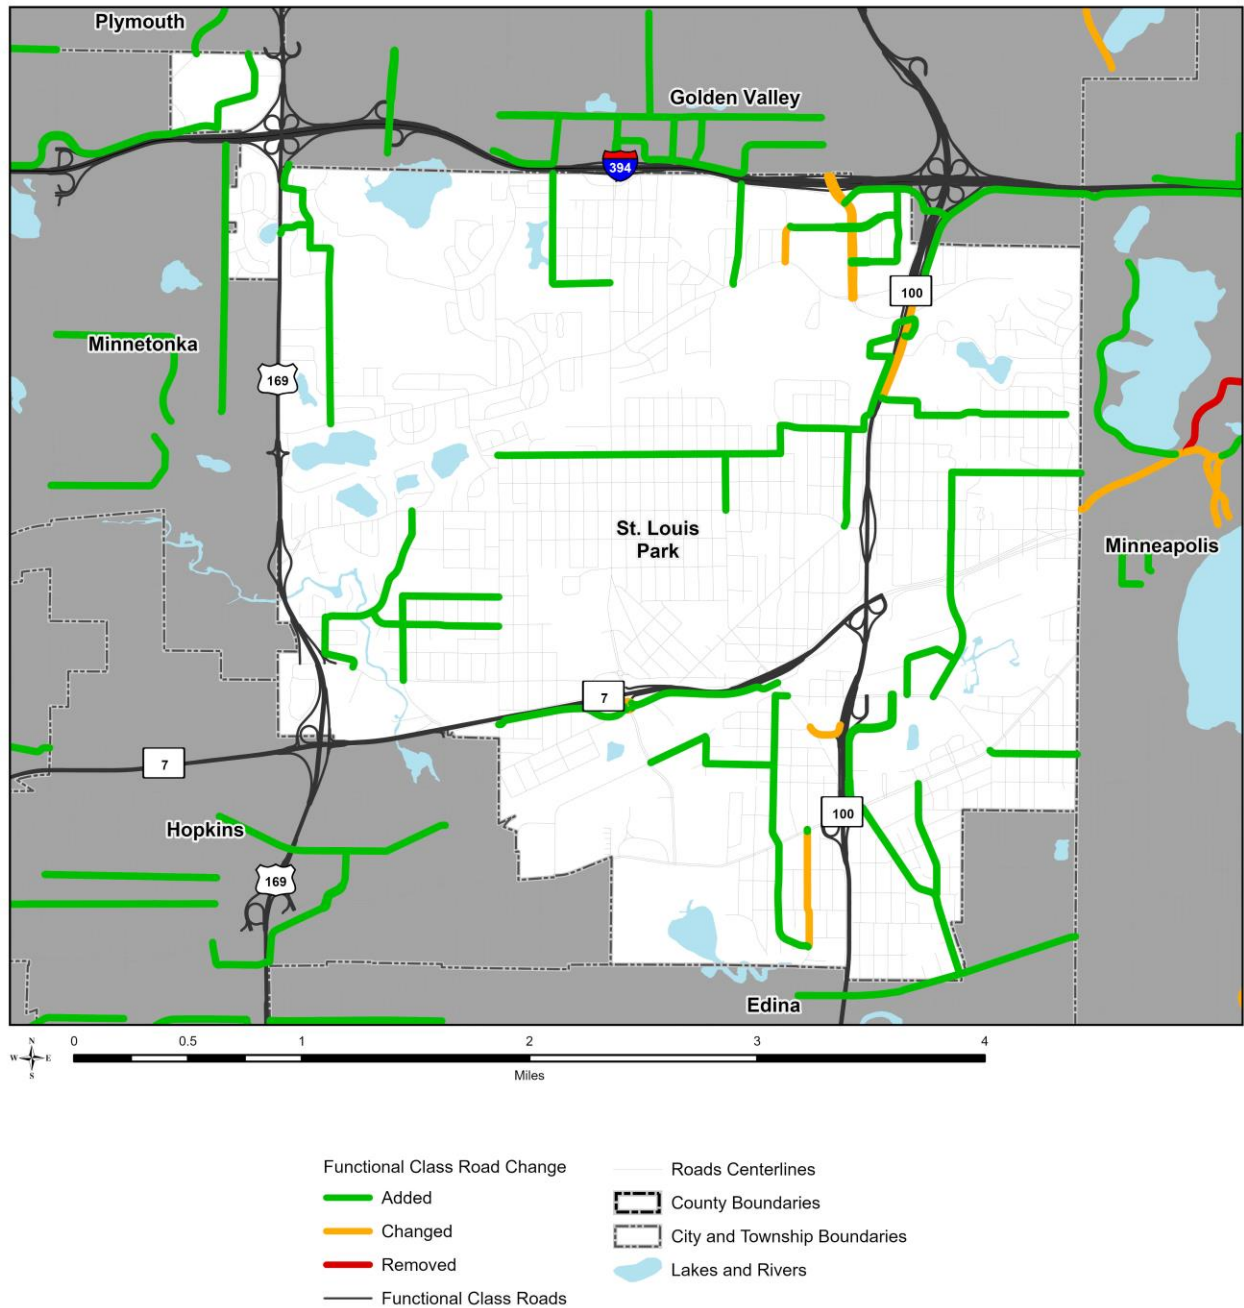 Plymouth
Golden Valley
394
100
Minnetonka
169
St. Louis
Park
Minneapolis
7
7
Hopkins
100
169
Edina
N
W E
S
0 0.5 1 2 3 4
Miles
Functional Class Road Change
Added
Changed
Removed
Functional Class Roads
Roads Centerlines
County Boundaries
City and Township Boundaries
Lakes and Rivers